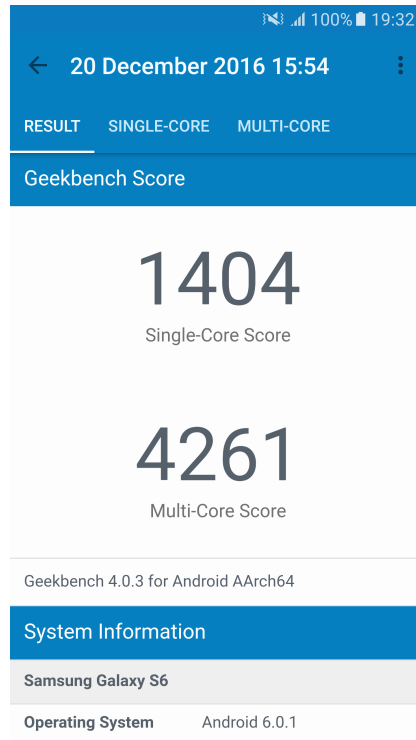 100% 19:32
20 December 2016 15:54
RESULT SINGLE-CORE MULTI-CORE
Geekbench Score
1404
Single-Core Score
4261
Multi-Core Score
Geekbench 4.0.3 for Android AArch64
System Information
Samsung Galaxy S6
Operating System Android 6.0.1